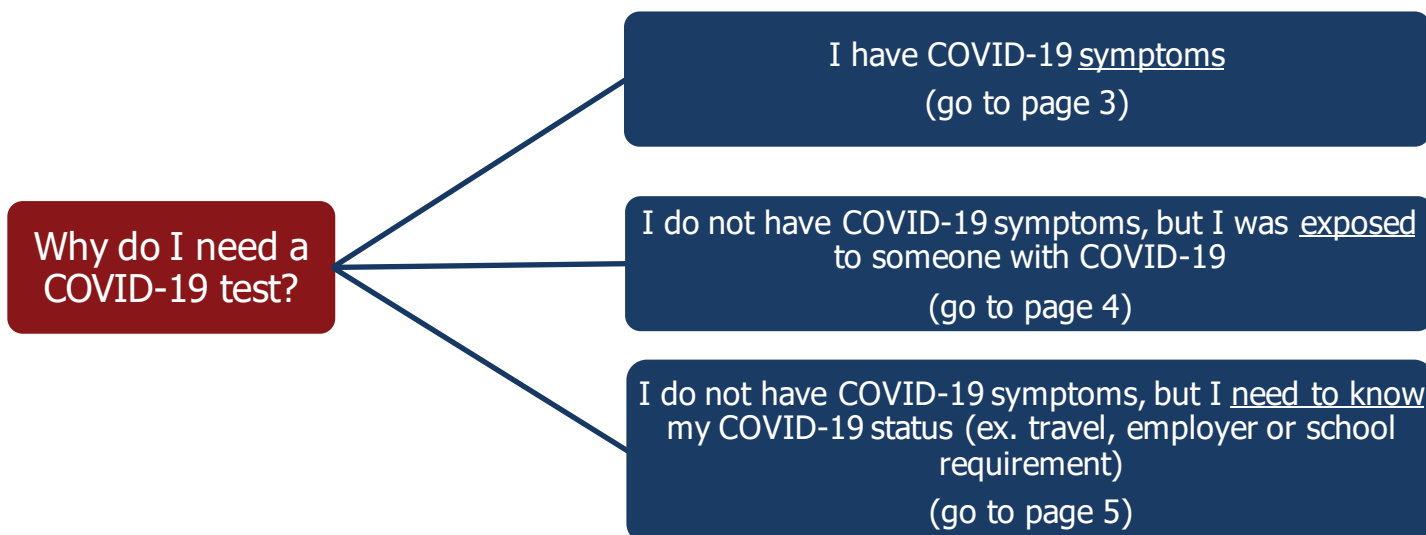 Why do I need a
COVID-19 test?
I have COVID-19 symptoms
(go to page 3)
I do not have COVID-19 symptoms, but I was exposed
to someone with COVID-19
(go to page 4)
I do not have COVID-19 symptoms, but I need to know
my COVID-19 status (ex. travel, employer or school
requirement)
(go to page 5)